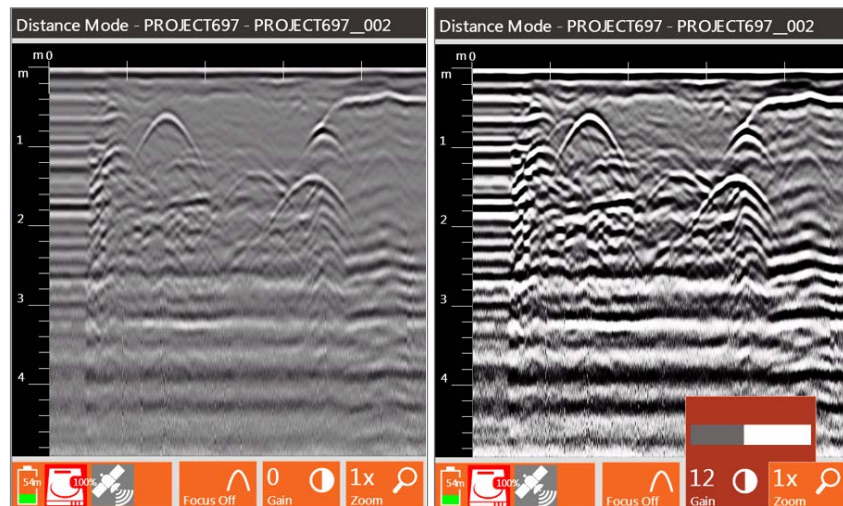 Distance Mode - PROJECT697 - PROJECT697__002
m 0
m
1
2
3
4
54m
100%
Focus Off
0
Gain
1x
Zoom
Distance Mode - PROJECT697 - PROJECT697__002
m 0
m
1
2
3
4
54m
100%
Focus Off
12
Gain
1x
Zoom